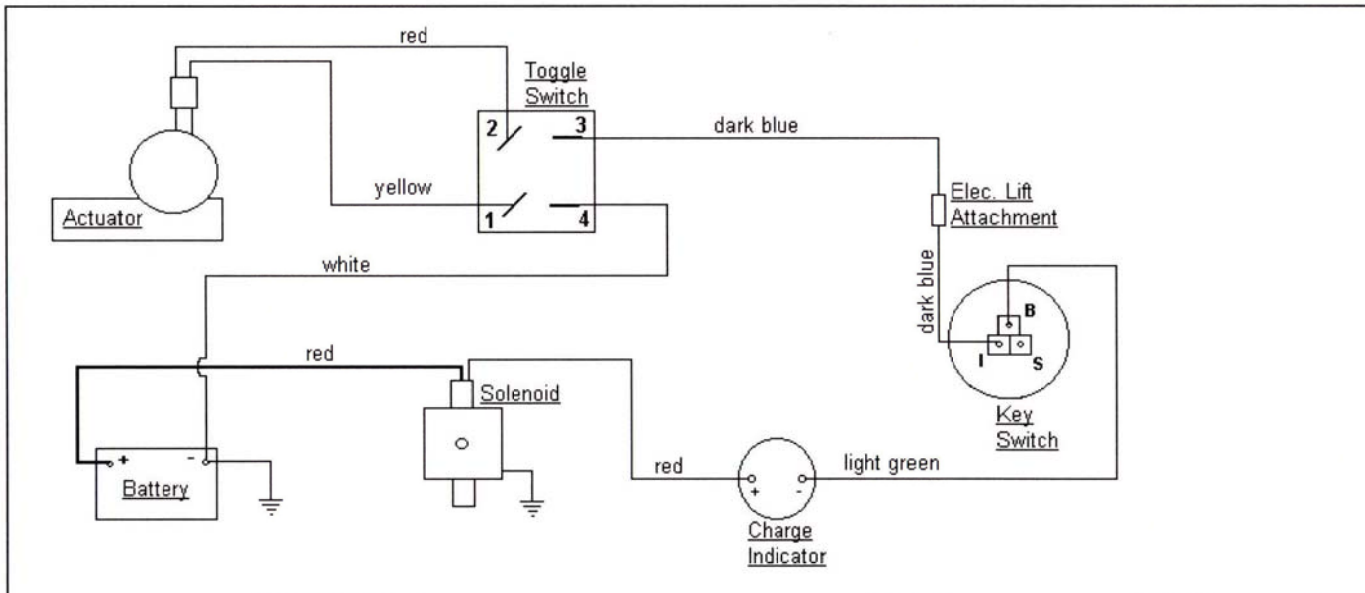 red
Toggle
Switch
2
3
dark blue
yellow
1
4
Actuator
Elec. Lift
Attachment
white
dark blue
B
I
S
red
Solenoid
Key
Switch
+
-
Battery
red
+
-
light green
Charge
Indicator